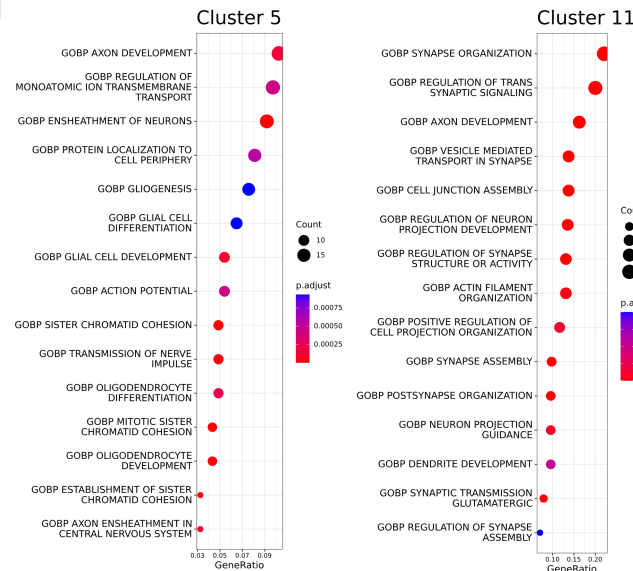 Cluster 5
GOBP AXON DEVELOPMENT
GOBP REGULATION OF
MONOATOMIC ION TRANSMEMBRANE
TRANSPORT
GOBP ENSHEATHMENT OF NEURONS
GOBP PROTEIN LOCALIZATION TO
CELL PERIPHERY
GOBP GLIOGENESIS
GOBP GLIAL CELL
DIFFERENTIATION
GOBP GLIAL CELL DEVELOPMENT
GOBP ACTION POTENTIAL
GOBP SISTER CHROMATID COHESION
GOBP TRANSMISSION OF NERVE
IMPULSE
GOBP OLIGODENDROCYTE
DIFFERENTIATION
GOBP MITOTIC SISTER
CHROMATID COHESION
GOBP OLIGODENDROCYTE
DEVELOPMENT
GOBP ESTABLISHMENT OF SISTER
CHROMATID COHESION
GOBP AXON ENSHEATHMENT IN
CENTRAL NERVOUS SYSTEM
0.03 0.05 0.07 0.09
GeneRatio
Count
10
15
p.adjust
0.00075
0.00050
0.00025
Cluster 11
GOBP SYNAPSE ORGANIZATION
GOBP REGULATION OF TRANS
SYNAPTIC SIGNALING
GOBP AXON DEVELOPMENT
GOBP VESICLE MEDIATED
TRANSPORT IN SYNAPSE
GOBP CELL JUNCTION ASSEMBLY
GOBP REGULATION OF NEURON
PROJECTION DEVELOPMENT
GOBP REGULATION OF SYNAPSE
STRUCTURE OR ACTIVITY
GOBP ACTIN FILAMENT
ORGANIZATION
GOBP POSITIVE REGULATION OF
CELL PROJECTION ORGANIZATION
GOBP SYNAPSE ASSEMBLY
GOBP POSTSYNAPSE ORGANIZATION
GOBP NEURON PROJECTION
GUIDANCE
GOBP DENDRITE DEVELOPMENT
GOBP SYNAPTIC TRANSMISSION
GLUTAMATERGIC
GOBP REGULATION OF SYNAPSE
ASSEMBLY
0.10 0.15 0.20
GeneRatio